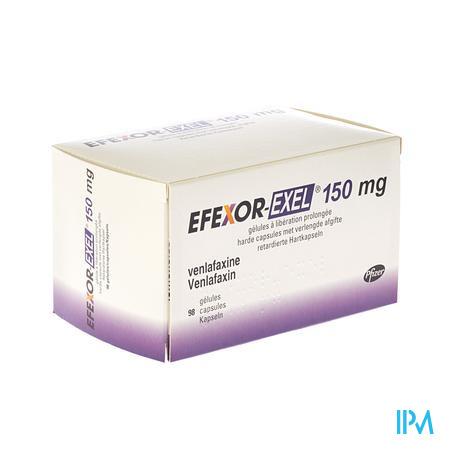 EFEXOR-EXEL® 150 mg
gélules à libération prolongée
harde capsules met verlengde afgifte
retardierte Hartkapseln
venlafaxine
Venlafaxin
98 gélules
capsules
Kapseln
Pfizer
EFEXOR-EXEL® 150 mg
IPM